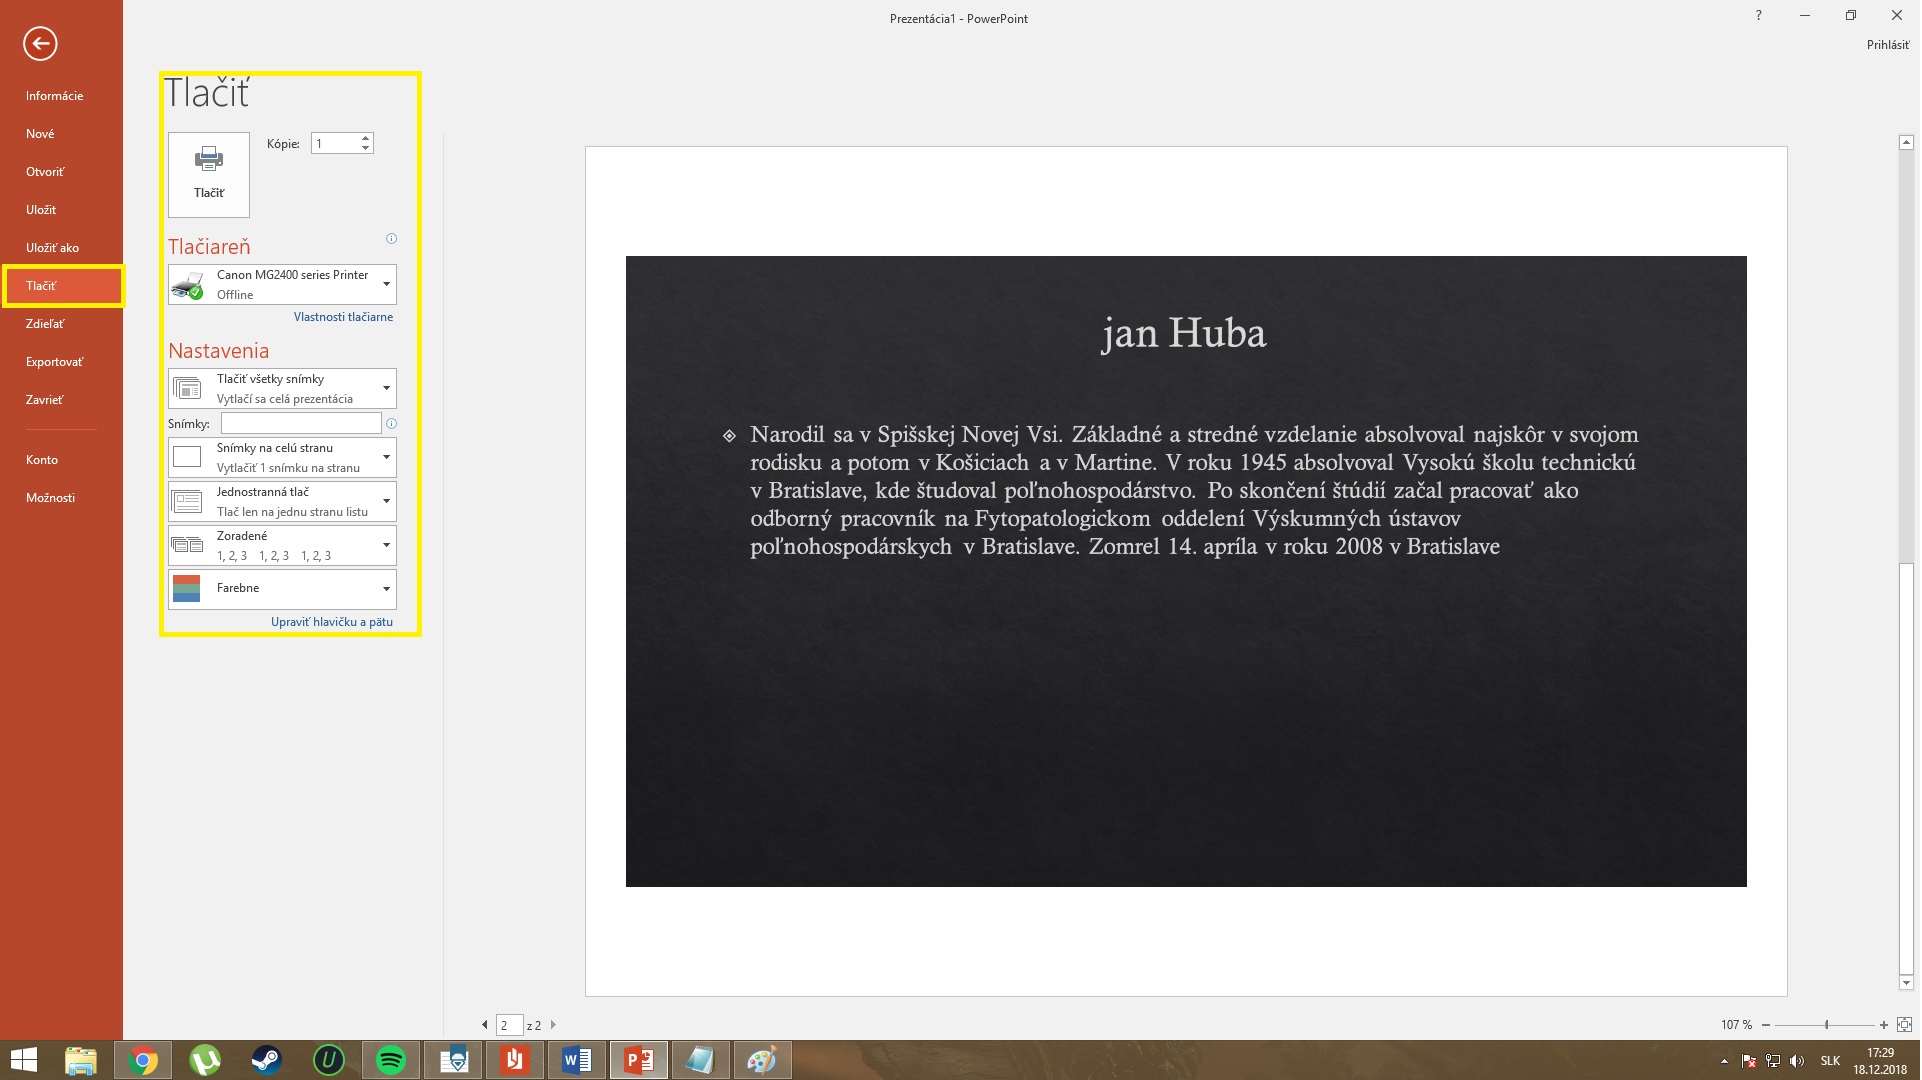 Prezentácia1 - PowerPoint
?
Prihlásiť
Informácie
Nové
Otvoriť
Uložit
Uložiť ako
Tlačiť
Zdieľať
Exportovať
Zavrieť
Konto
Možnosti
Tlačiť
Tlačiť
Kópie: 1
Tlačiareň
Canon MG2400 series Printer
Offline
Vlastnosti tlačiarne
Nastavenia
Tlačiť všetky snímky
Vytlačí sa celá prezentácia
Snímky:
Snímky na celú stranu
Vytlačiť 1 snímku na stranu
Jednostranná tlač
Tlač len na jednu stranu listu
Zoradené
1, 2, 3 1, 2, 3 1, 2, 3
Farebne
Upraviť hlavičku a pätu
jan Huba
Narodil sa v Spišskej Novej Vsi. Základné a stredné vzdelanie absolvoval najskôr v svojom
rodisku a potom v Košiciach a v Martine. V roku 1945 absolvoval Vysokú školu technickú
v Bratislave, kde študoval poľnohospodárstvo. Po skončení štúdií začal pracovať ako
odborný pracovník na Fytopatologickom oddelení Výskumných ústavov
poľnohospodárskych v Bratislave. Zomrel 14. apríla v roku 2008 v Bratislave
2 z 2
107 %
SLK
17:29
18.12.2018